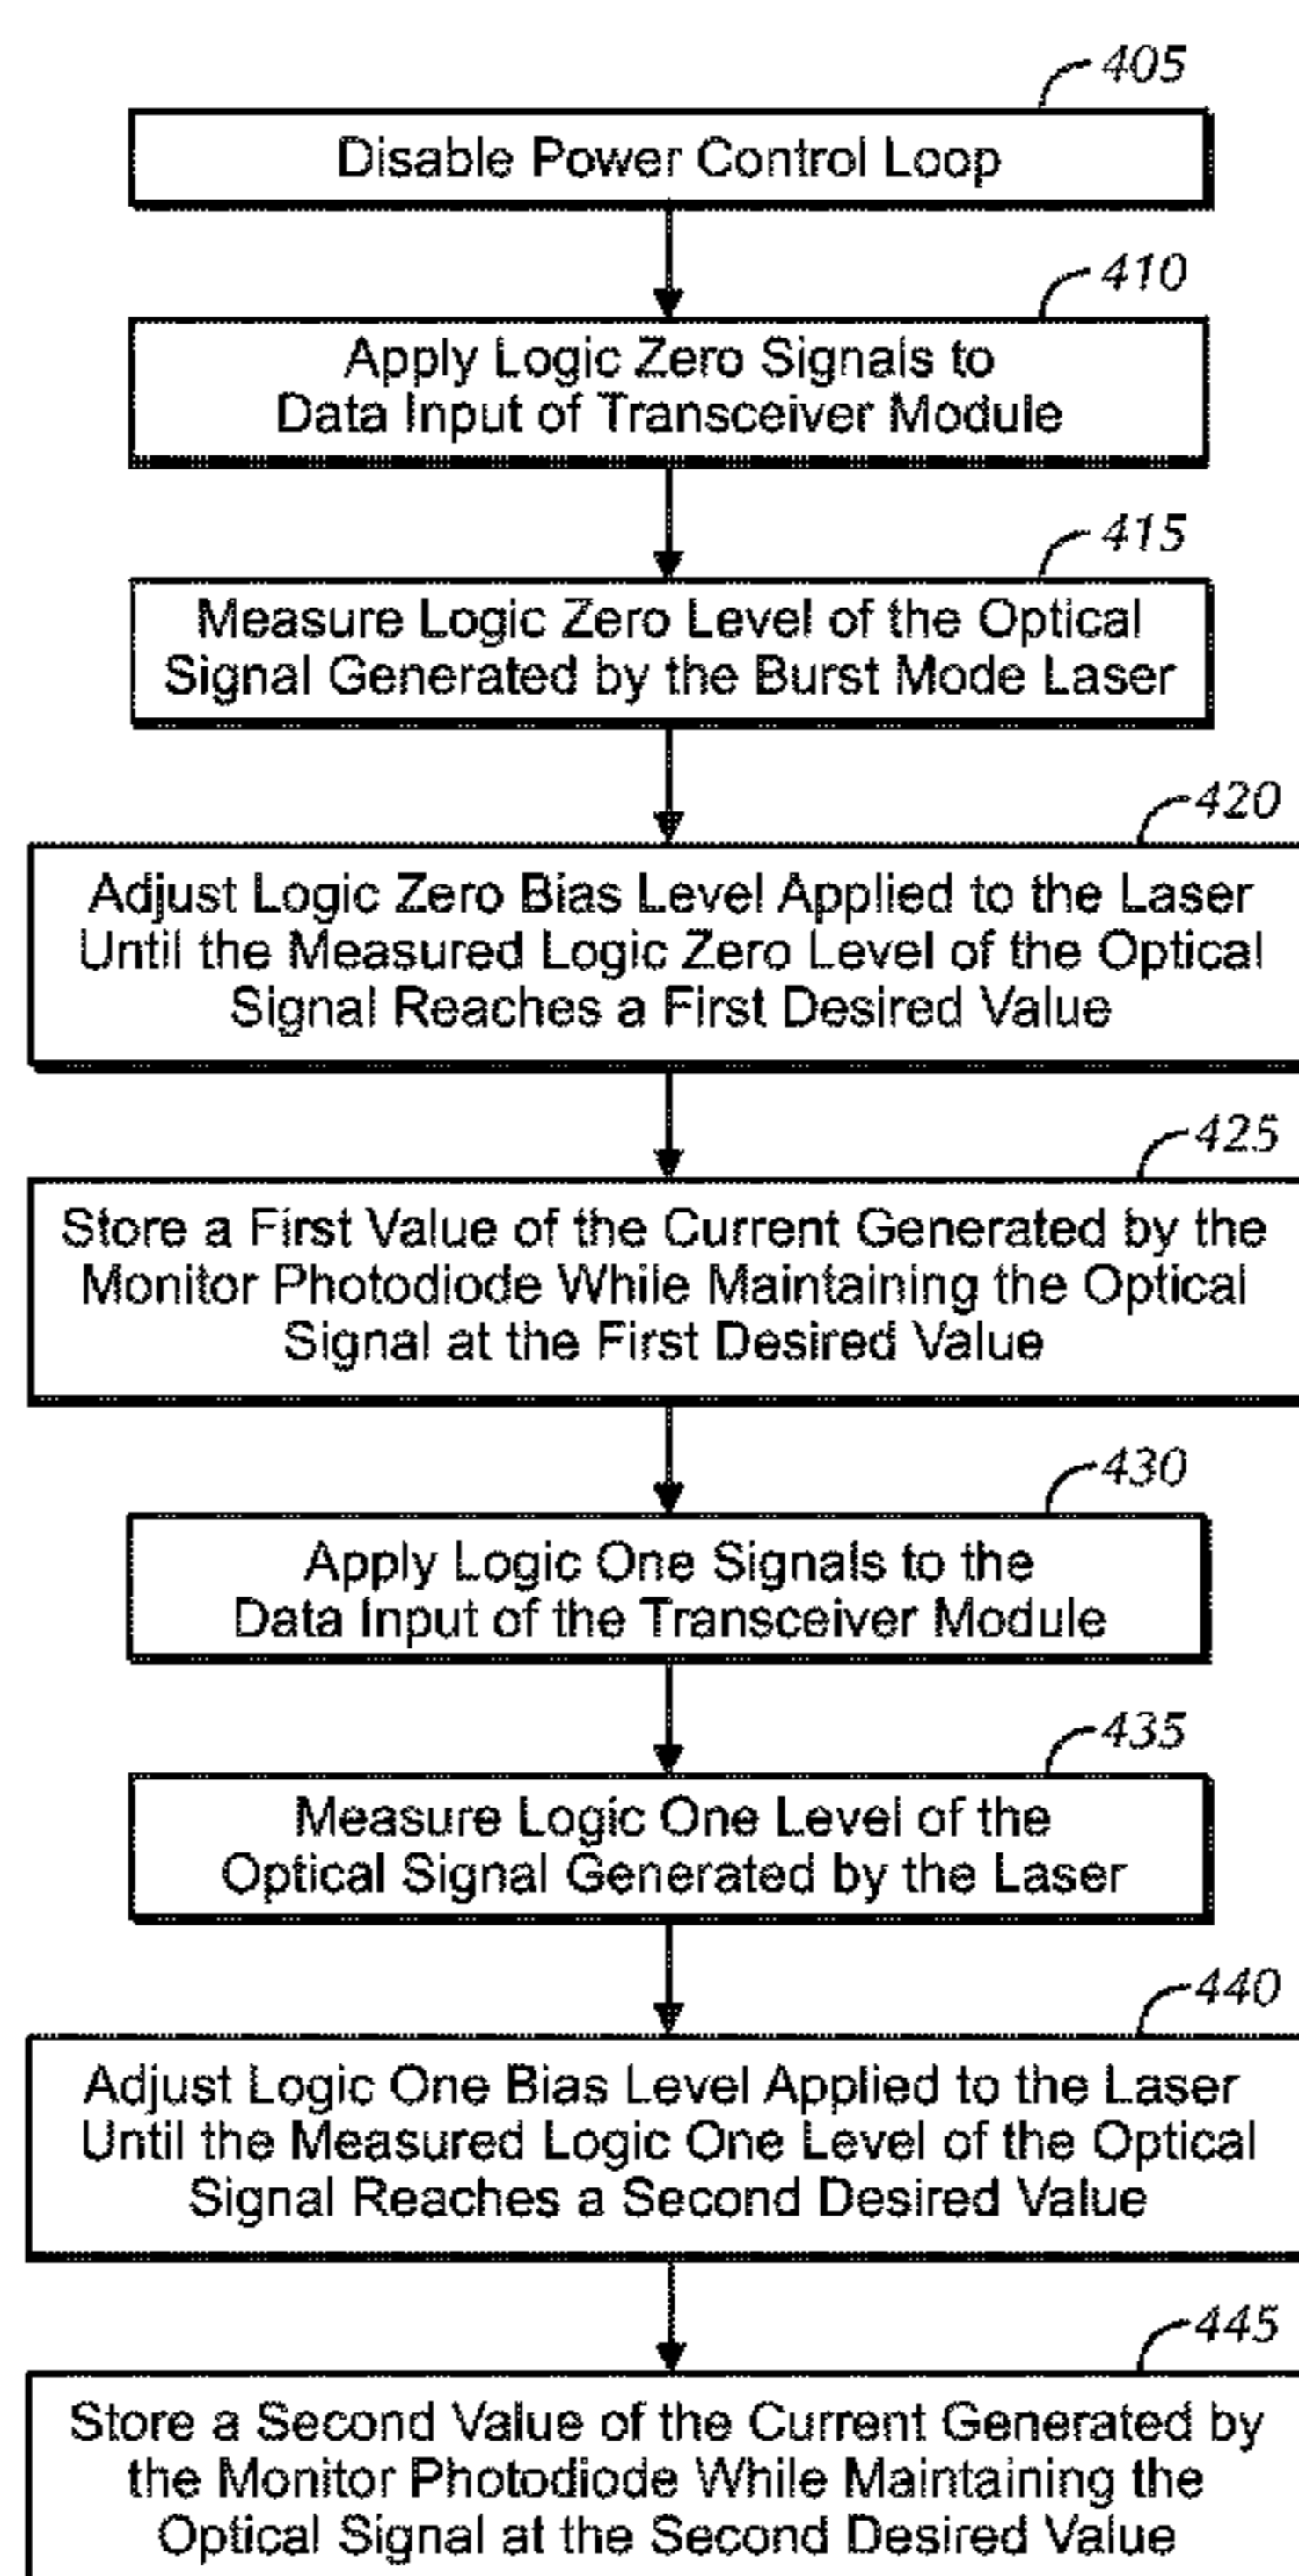 405
Disable Power Control Loop
410
Apply Logic Zero Signals to
Data Input of Transceiver Module
415
Measure Logic Zero Level of the Optical
Signal Generated by the Burst Mode Laser
420
Adjust Logic Zero Bias Level Applied to the Laser
Until the Measured Logic Zero Level of the Optical
Signal Reaches a First Desired Value
425
Store a First Value of the Current Generated by the
Monitor Photodiode While Maintaining the Optical
Signal at the First Desired Value
430
Apply Logic One Signals to the
Data Input of the Transceiver Module
435
Measure Logic One Level of the
Optical Signal Generated by the Laser
440
Adjust Logic One Bias Level Applied to the Laser
Until the Measured Logic One Level of the Optical
Signal Reaches a Second Desired Value
445
Store a Second Value of the Current Generated by
the Monitor Photodiode While Maintaining the
Optical Signal at the Second Desired Value